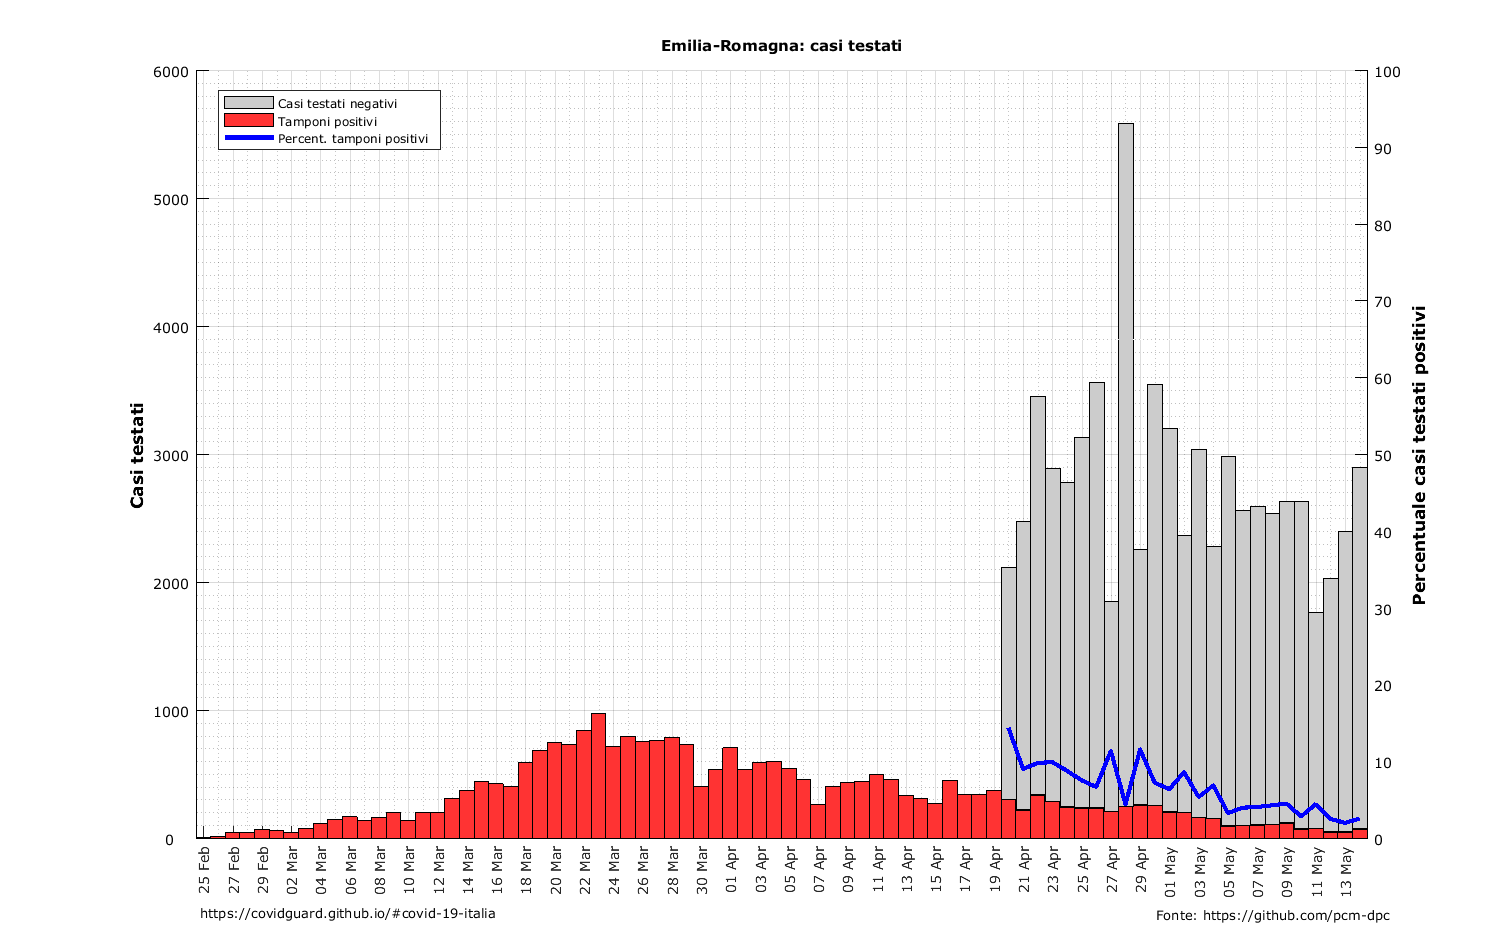 Emilia-Romagna: casi testati
6000
5000
4000
3000
2000
1000
0
100
90
80
70
60
50
40
30
20
10
0
Casi testati negativi
Tamponi positivi
Percent. tamponi positivi
Casi testati
Percentuale casi testati positivi
25 Feb
27 Feb
29 Feb
02 Mar
04 Mar
06 Mar
08 Mar
10 Mar
12 Mar
14 Mar
16 Mar
18 Mar
20 Mar
22 Mar
24 Mar
26 Mar
28 Mar
30 Mar
01 Apr
03 Apr
05 Apr
07 Apr
09 Apr
11 Apr
13 Apr
15 Apr
17 Apr
19 Apr
21 Apr
23 Apr
25 Apr
27 Apr
29 Apr
01 May
03 May
05 May
07 May
09 May
11 May
13 May
https://covidguard.github.io/#covid-19-italia
Fonte: https://github.com/pcm-dpc